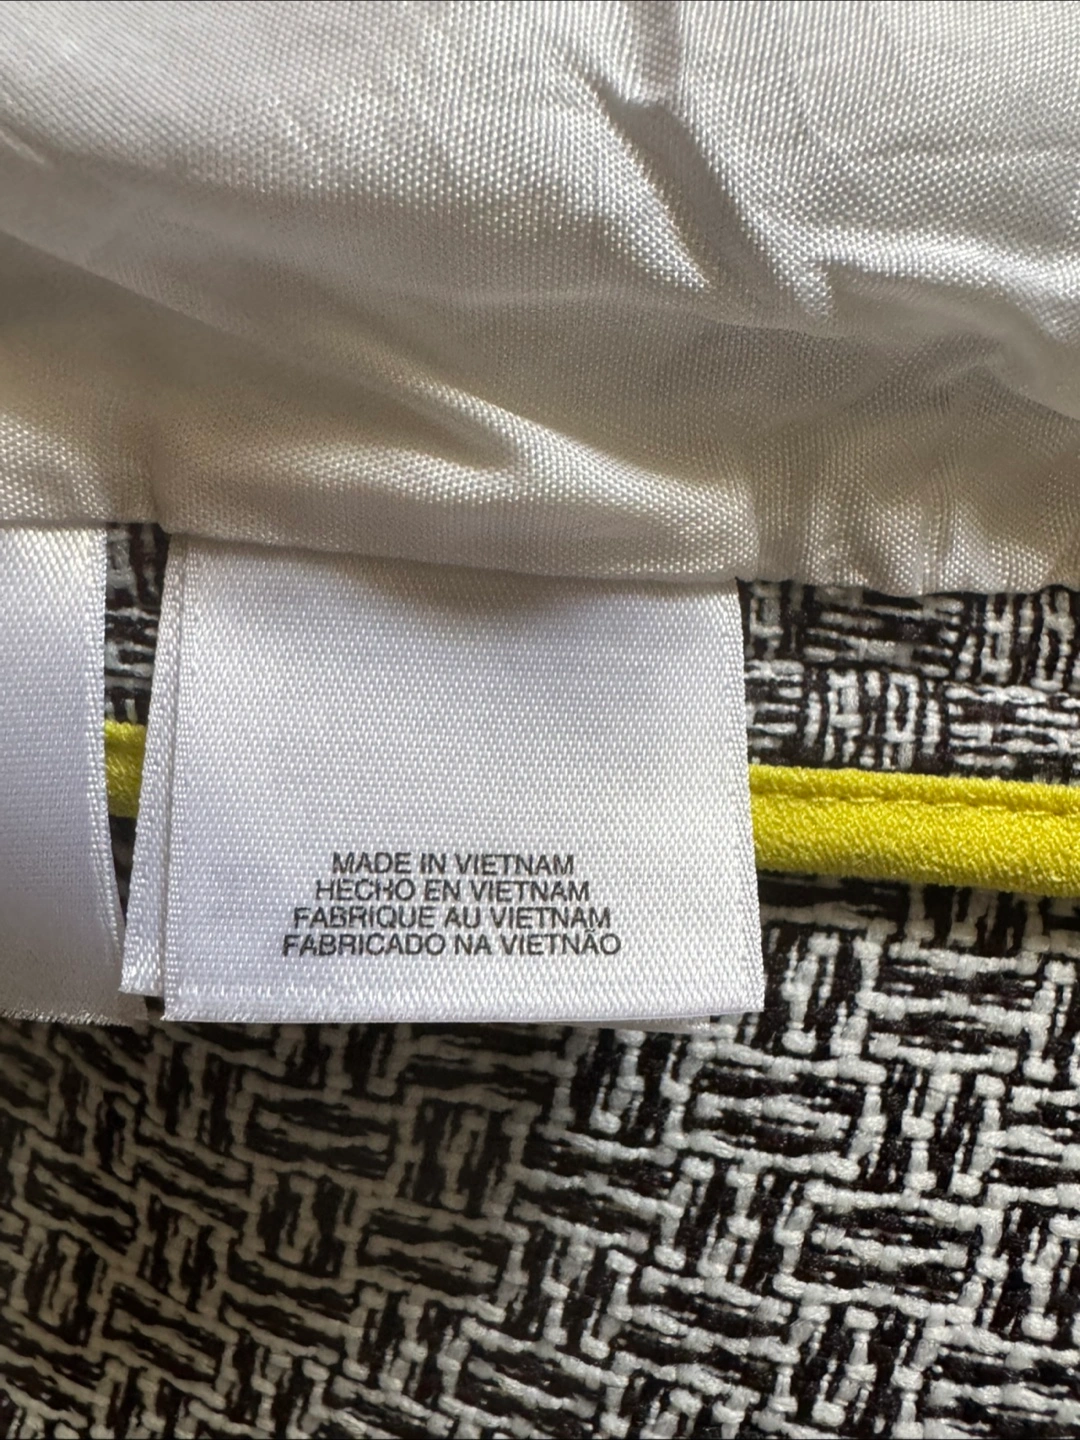 MADE IN VIETNAM
HECHO EN VIETNAM
FABRIQUE AU VIETNAM
FABRICADO NA VIETNÃO